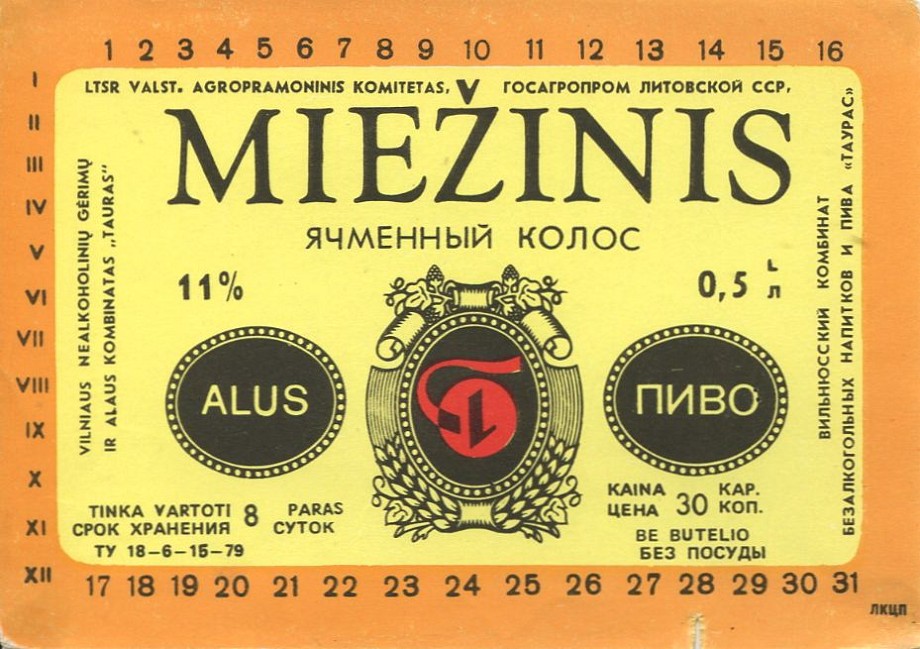 1 2 3 4 5 6 7 8 9 10 11 12 13 14 15 16
I
II
III
IV
V
VI
VII
VIII
IX
X
XI
XII
LTSR VALST. AGROPRAMONINIS KOMITETAS, ГОСАГРОПРОМ ЛИТОВСКОЙ ССР,
VILNIAUS NEALKOHOLINIŲ GĖRIMŲ
IR ALAUS KOMBINATAS „TAURAS"
MIEŽINIS
ЯЧМЕННЫЙ КОЛОС
11%
0,5 L
л
ALUS
ПИВО
TINKA VARTOTI 8 PARAS
СРОК ХРАНЕНИЯ СУТОК
ТУ 18-6-15-79
KAINA 30 КАР.
ЦЕНА КОП.
BE BUTELIO
БЕЗ ПОСУДЫ
ВИЛЬНЮССКИЙ КОМБИНАТ
БЕЗАЛКОГОЛЬНЫХ НАПИТКОВ И ПИВА «ТАУРАС»
17 18 19 20 21 22 23 24 25 26 27 28 29 30 31
ЛКЦП